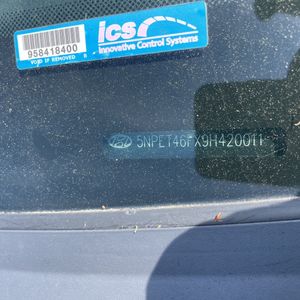 ics
Innovative Control Systems
958418400
VOID IF REMOVED R
5NPET46FX9H420011